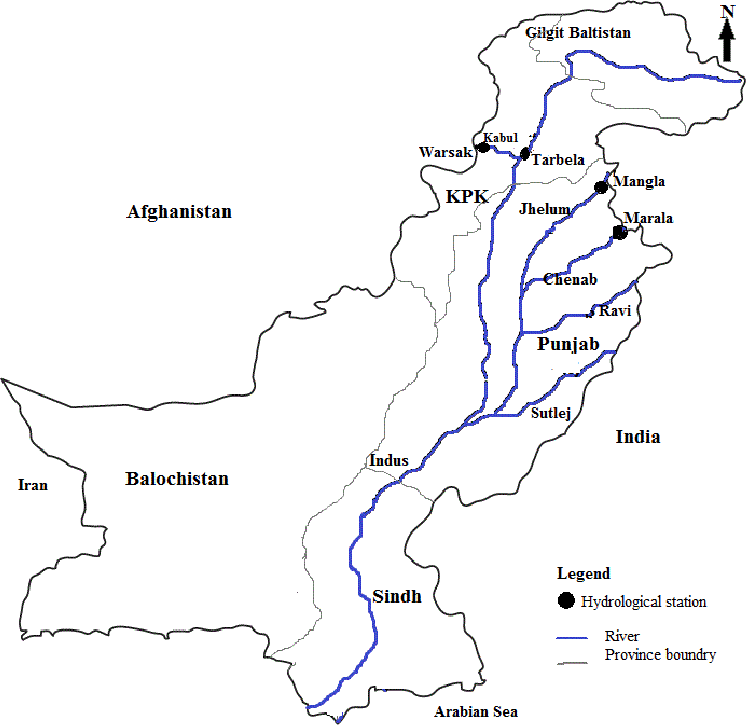 N
Gilgit Baltistan
Kabul
Warsak
Tarbela
Mangla
KPK
Jhelum
Marala
Afghanistan
Chenab
Ravi
Punjab
Sutlej
India
Indus
Iran
Balochistan
Legend
Hydrological station
Sindh
River
Province boundry
Arabian Sea